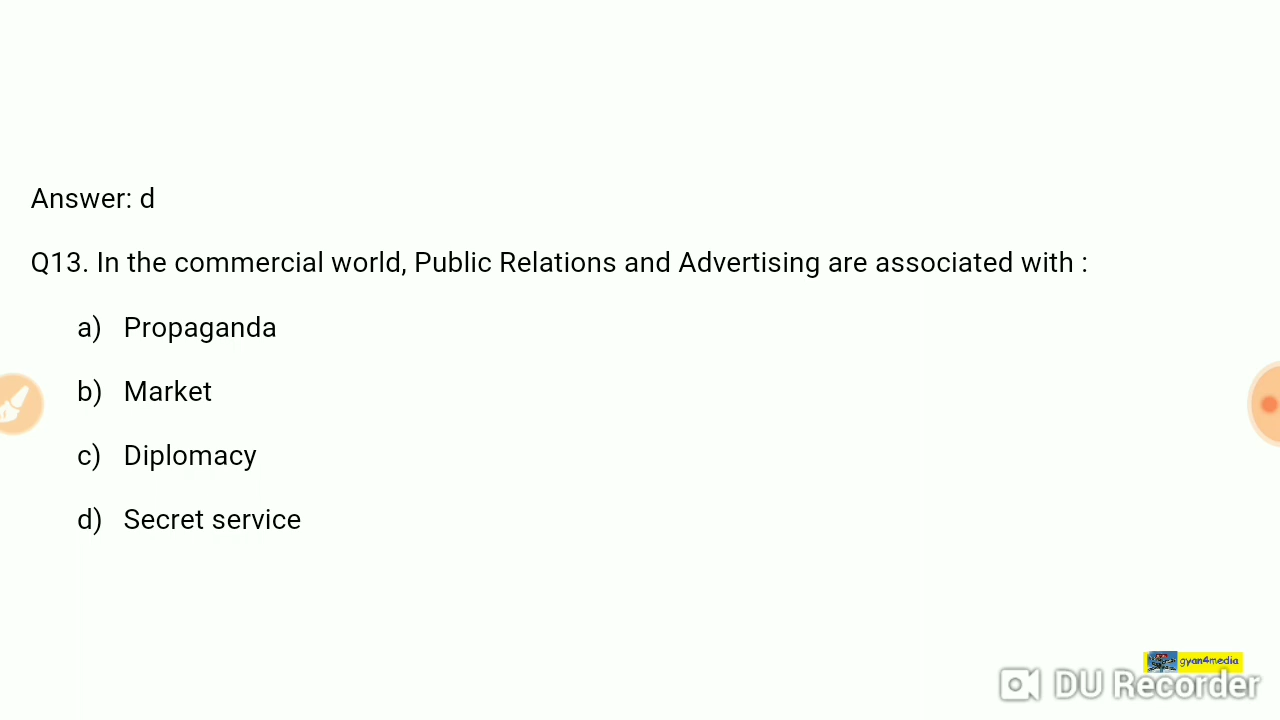 Answer: d
Q13. In the commercial world, Public Relations and Advertising are associated with :
a) Propaganda
b) Market
c) Diplomacy
d) Secret service
gyan4media
DU Recorder